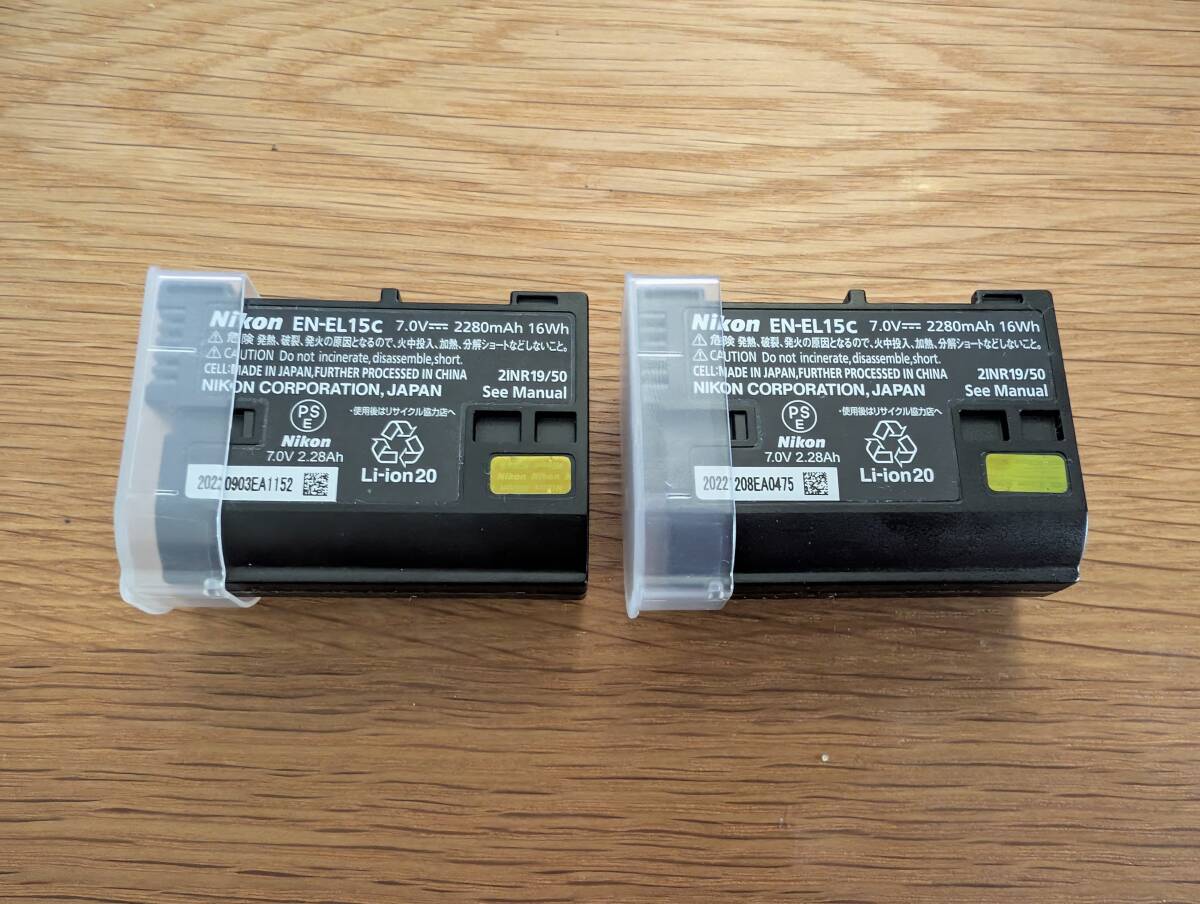 Nikon EN-EL15c 7.0V⎓ 2280mAh 16Wh
⚠危険 発熱、破裂、発火の原因となるので、火中投入、加熱、分解ショートなどしないこと。
⚠CAUTION Do not incinerate,disassemble,short.
CELL:MADE IN JAPAN,FURTHER PROCESSED IN CHINA
2INR19/50
NIKON CORPORATION, JAPAN
See Manual
PS
E
・使用後はリサイクル協力店へ
Nikon
7.0V 2.28Ah
Li-ion20
0903EA1152
Nikon Nikon
Nikon EN-EL15c 7.0V⎓ 2280mAh 16Wh
⚠危険 発熱、破裂、発火の原因となるので、火中投入、加熱、分解ショートなどしないこと。
⚠CAUTION Do not incinerate,disassemble,short.
CELL:MADE IN JAPAN,FURTHER PROCESSED IN CHINA
2INR19/50
NIKON CORPORATION, JAPAN
See Manual
PS
E
・使用後はリサイクル協力店へ
Nikon
7.0V 2.28Ah
Li-ion20
20221208EA0475